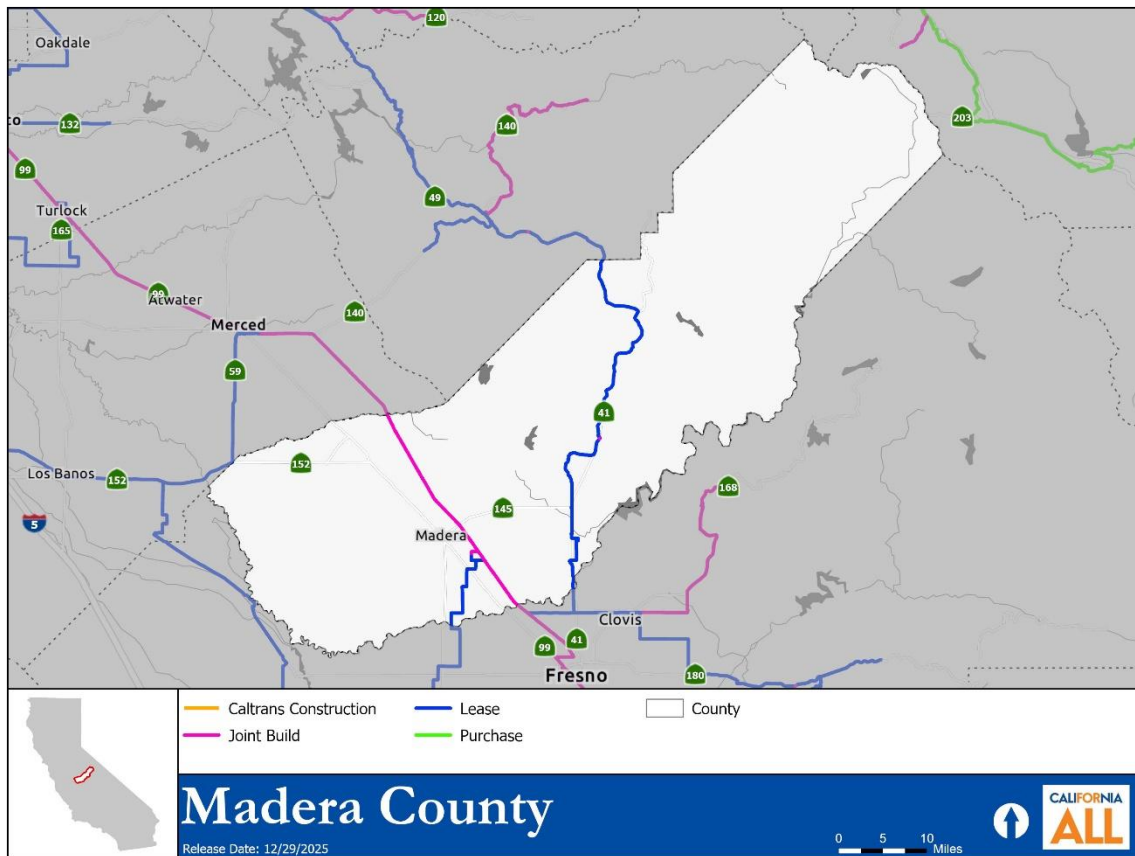 120
Oakdale
co
132
140
203
99
49
Turlock
165
99
Atwater
140
Merced
59
41
152
Los Banos
152
168
145
5
Madera
Clovis
99
41
Fresno
180
Caltrans Construction
Lease
County
Joint Build
Purchase
Madera County
Release Date: 12/29/2025
0 5 10
Miles
CALIFORNIA
ALL